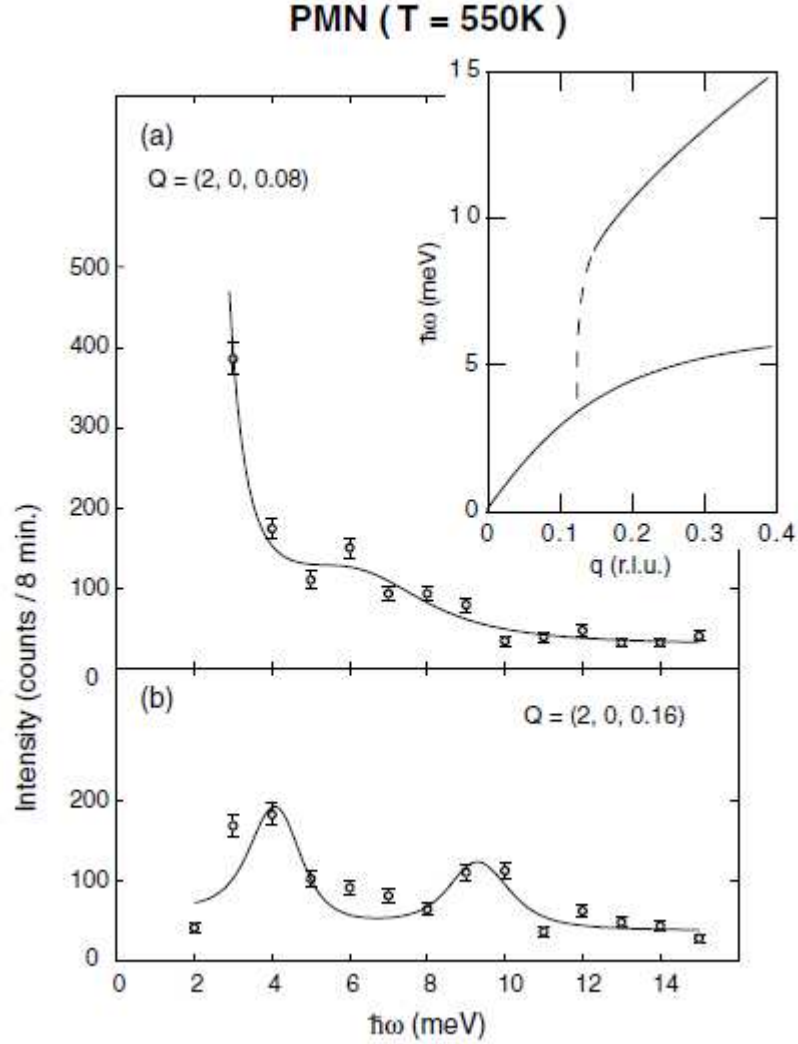 PMN ( T = 550K )
(a)
Q = (2, 0, 0.08)
500
400
300
200
100
0
15
10
5
0
ħω (meV)
0 0.1 0.2 0.3 0.4
q (r.l.u.)
Intensity (counts / 8 min.)
(b)
Q = (2, 0, 0.16)
200
100
0
0 2 4 6 8 10 12 14
ħω (meV)